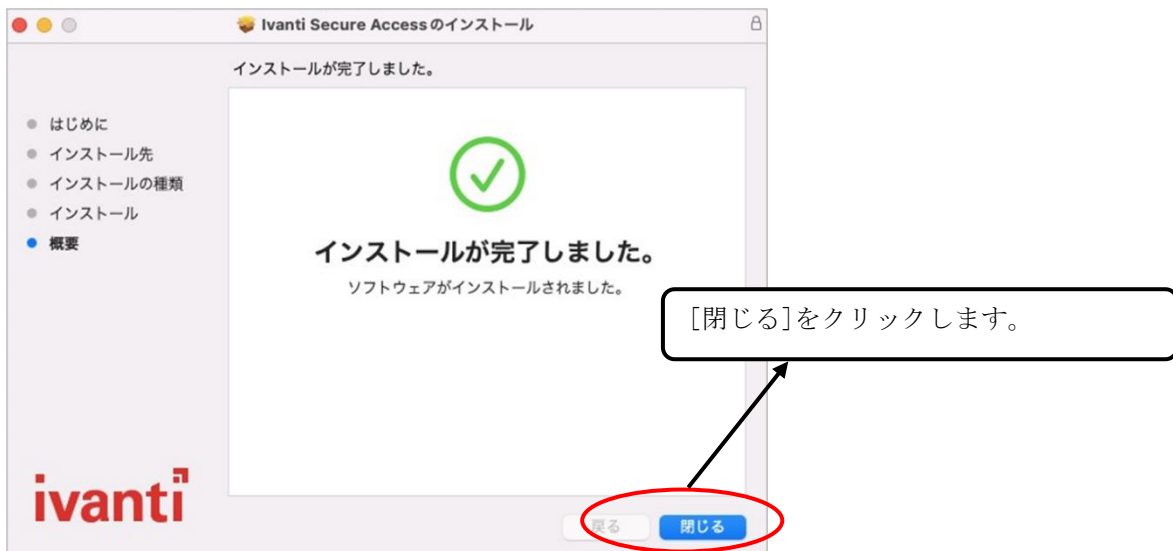 Ivanti Secure Accessのインストール
インストールが完了しました。
はじめに
インストール先
インストールの種類
インストール
概要
インストールが完了しました。
ソフトウェアがインストールされました。
[閉じる]をクリックします。
ivanti
戻る
閉じる